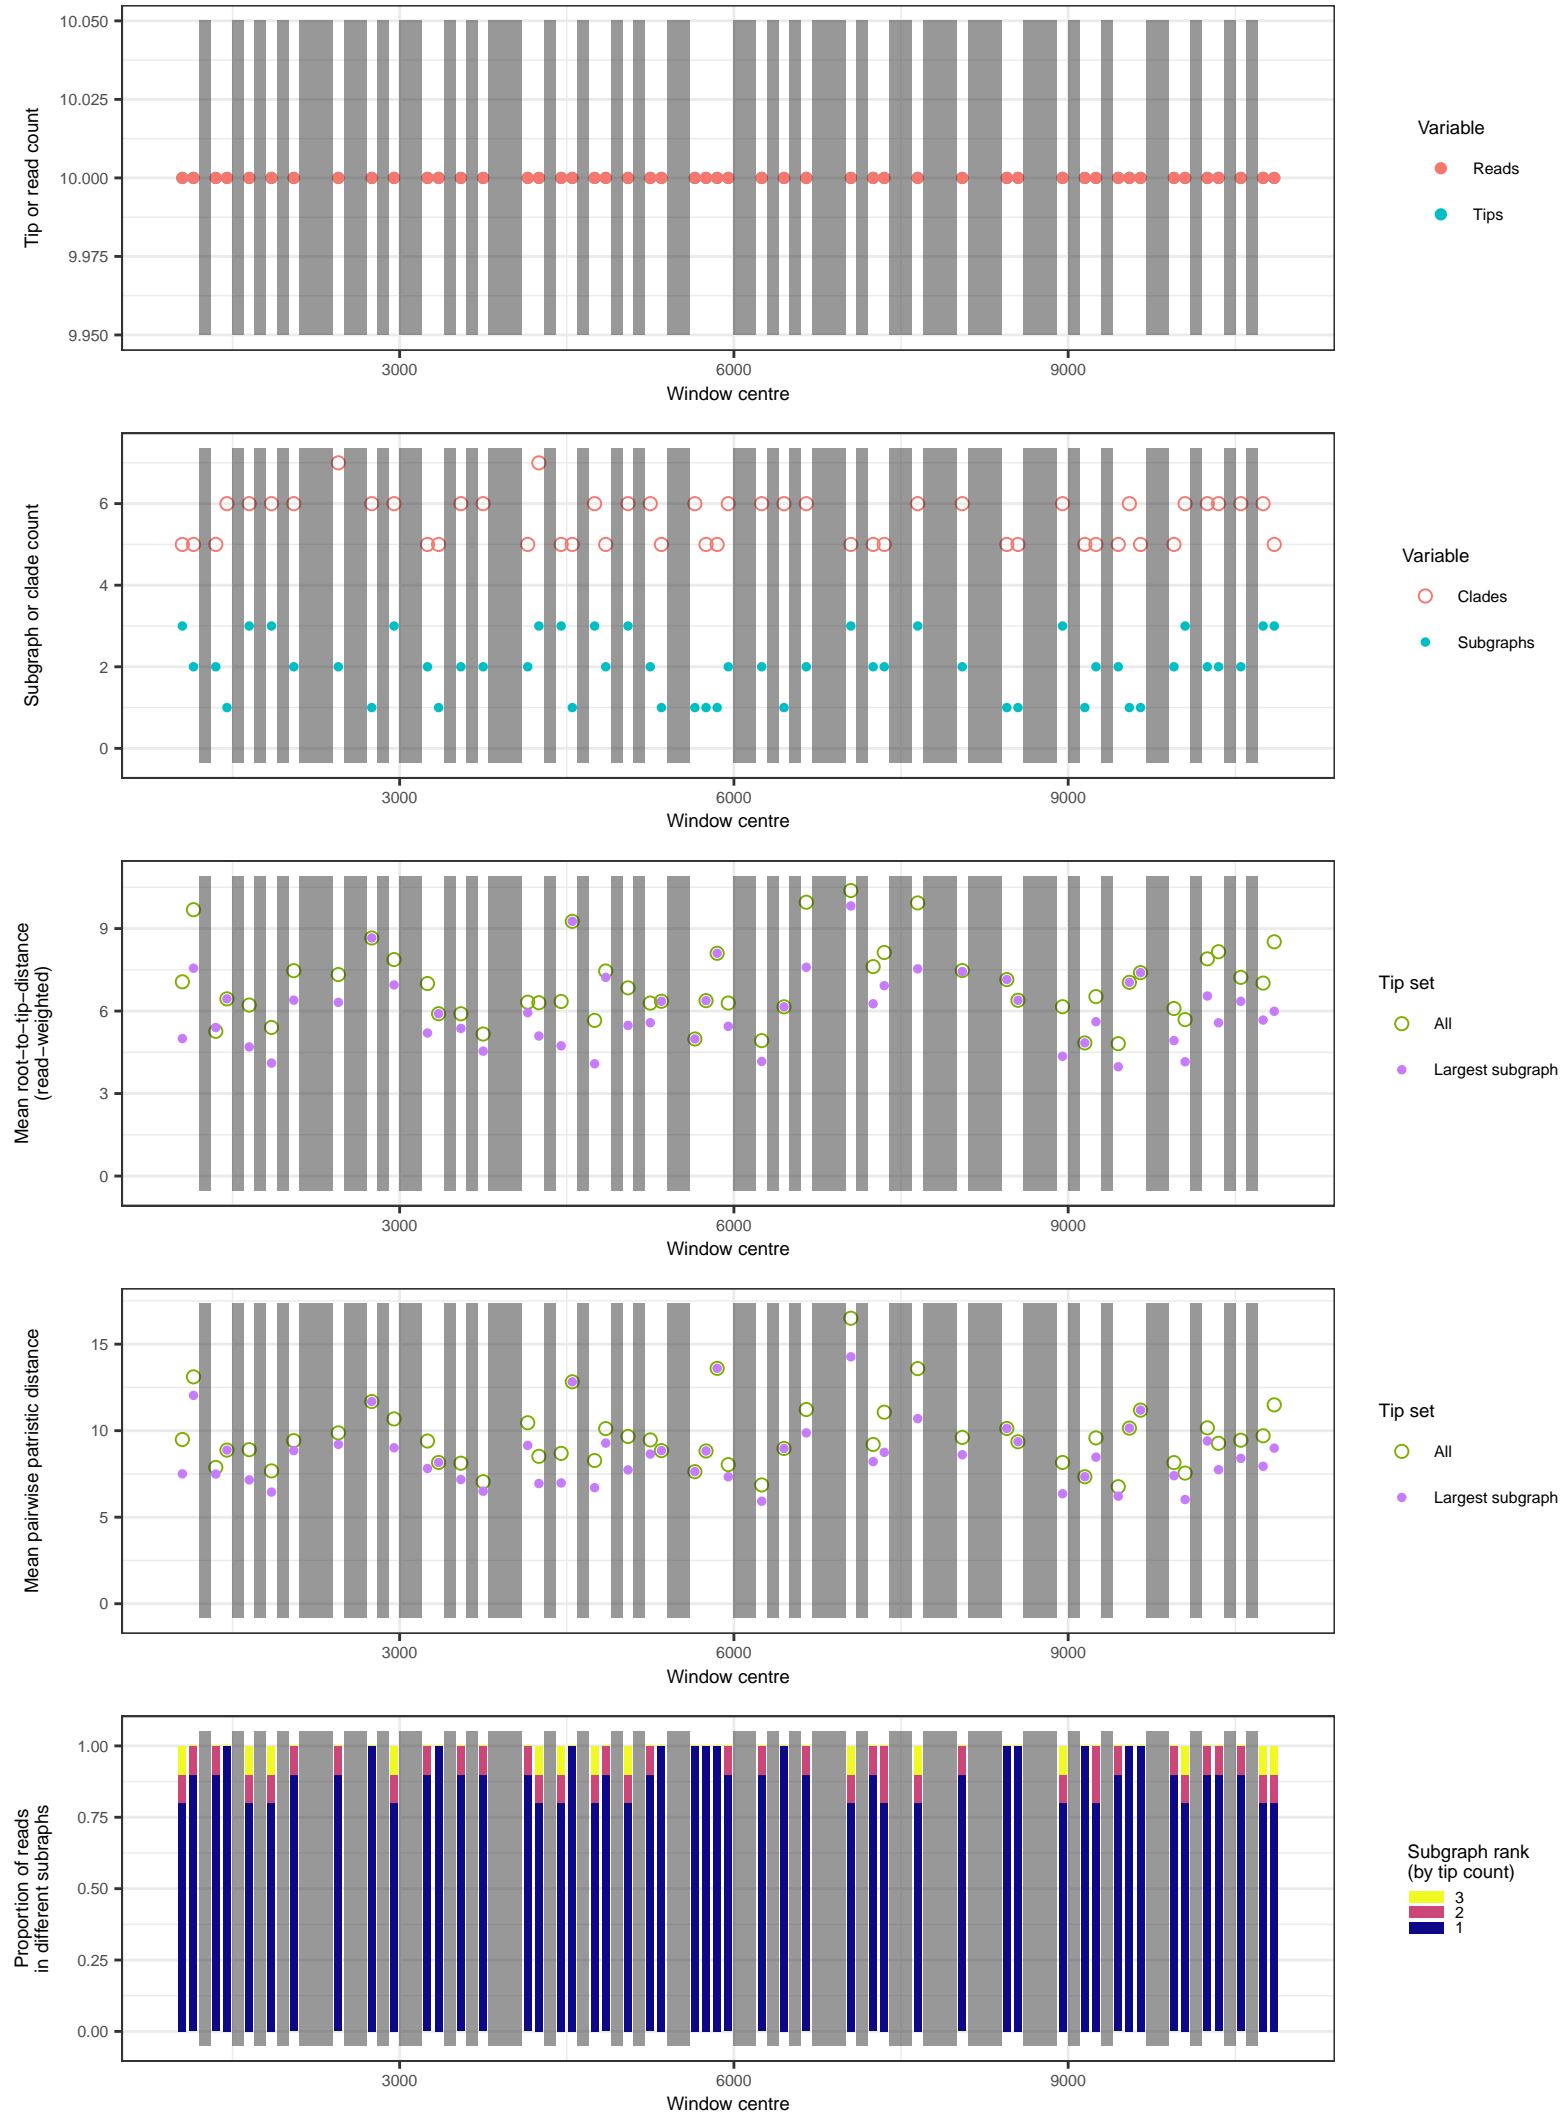 10.050
10.025
10.000
9.975
9.950
Tip or read count
3000
6000
9000
Window centre
Variable
Reads
Tips
6
4
2
0
Subgraph or clade count
3000
6000
9000
Window centre
Variable
Clades
Subgraphs
9
6
3
0
Mean root−to−tip−distance
(read−weighted)
3000
6000
9000
Window centre
Tip set
All
Largest subgraph
15
10
5
0
Mean pairwise patristic distance
3000
6000
9000
Window centre
Tip set
All
Largest subgraph
1.00
0.75
0.50
0.25
0.00
Proportion of reads
in different subraphs
3000
6000
9000
Window centre
Subgraph rank
(by tip count)
3
2
1